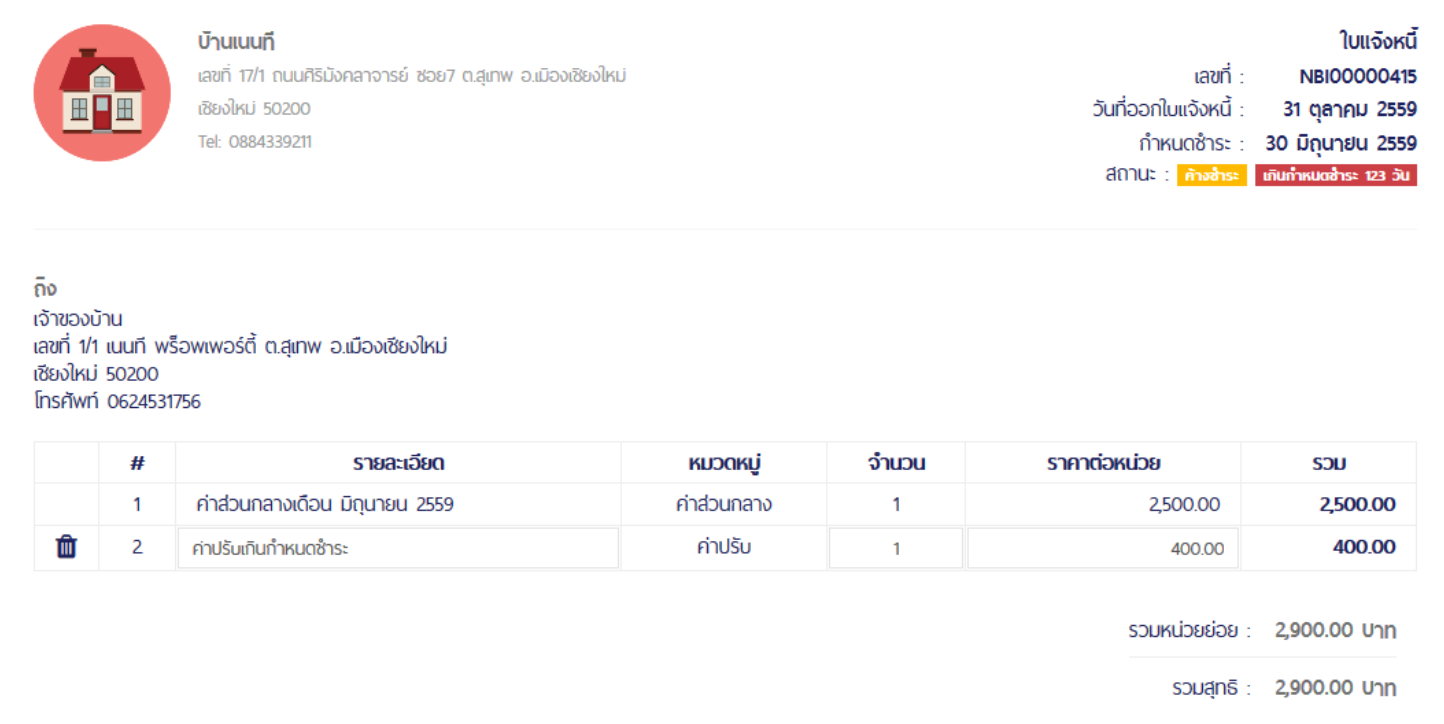 บ้านเนนที
เลขที่ 17/1 ถนนศิริมังคลาจารย์ ซอย7 ต.สุเทพ อ.เมืองเชียงใหม่
เชียงใหม่ 50200
Tel: 0884339211
ใบแจ้งหนี้
เลขที่ : NBI00000415
วันที่ออกใบแจ้งหนี้ : 31 ตุลาคม 2559
กำหนดชำระ : 30 มิถุนายน 2559
สถานะ : ค้างชำระ เกินกำหนดชำระ 123 วัน
ถึง
เจ้าของบ้าน
เลขที่ 1/1 เนนที พร็อพเพอร์ตี้ ต.สุเทพ อ.เมืองเชียงใหม่
เชียงใหม่ 50200
โทรศัพท์ 0624531756
# รายละเอียด หมวดหมู่ จำนวน ราคาต่อหน่วย รวม
1 ค่าส่วนกลางเดือน มิถุนายน 2559 ค่าส่วนกลาง 1 2,500.00 2,500.00
2 ค่าปรับเกินกำหนดชำระ ค่าปรับ 1 400.00 400.00
รวมหน่วยย่อย : 2,900.00 บาท
รวมสุทธิ : 2,900.00 บาท